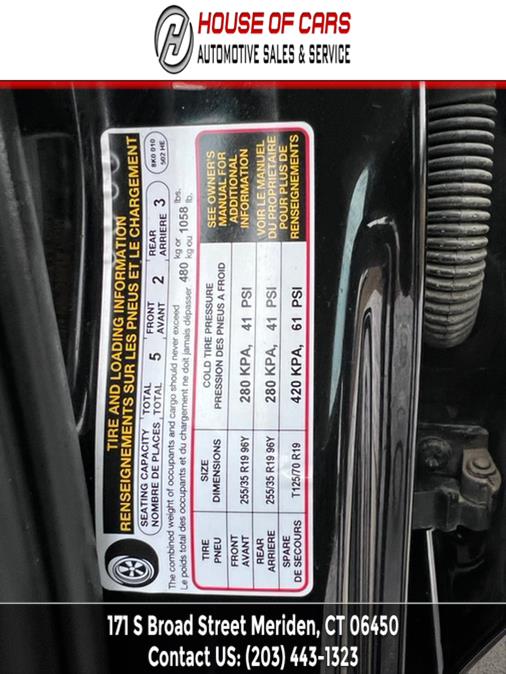 HOUSE OF CARS
AUTOMOTIVE SALES & SERVICE
TIRE AND LOADING INFORMATION
RENSEIGNEMENTS SUR LES PNEUS ET LE CHARGEMENT
SEATING CAPACITY TOTAL 5 FRONT 2 REAR 3
NOMBRE DE PLACES TOTAL AVANT ARRIERE
8K0 010
502 HE
The combined weight of occupants and cargo should never exceed 480 kg or 1058 lbs.
Le poids total des occupants et du chargement ne doit jamais dépasser kg ou lb.
TIRE SIZE COLD TIRE PRESSURE
PNEU DIMENSIONS PRESSION DES PNEUS A FROID
SEE OWNER'S
MANUAL FOR
ADDITIONAL
INFORMATION
FRONT 255/35 R19 96Y 280 KPA, 41 PSI
AVANT
REAR 255/35 R19 96Y 280 KPA, 41 PSI
ARRIERE
SPARE T125/70 R19 420 KPA, 61 PSI
DE SECOURS
VOIR LE MANUEL
DU PROPRIETAIRE
POUR PLUS DE
RENSEIGNEMENTS
171 S Broad Street Meriden, CT 06450
Contact US: (203) 443-1323